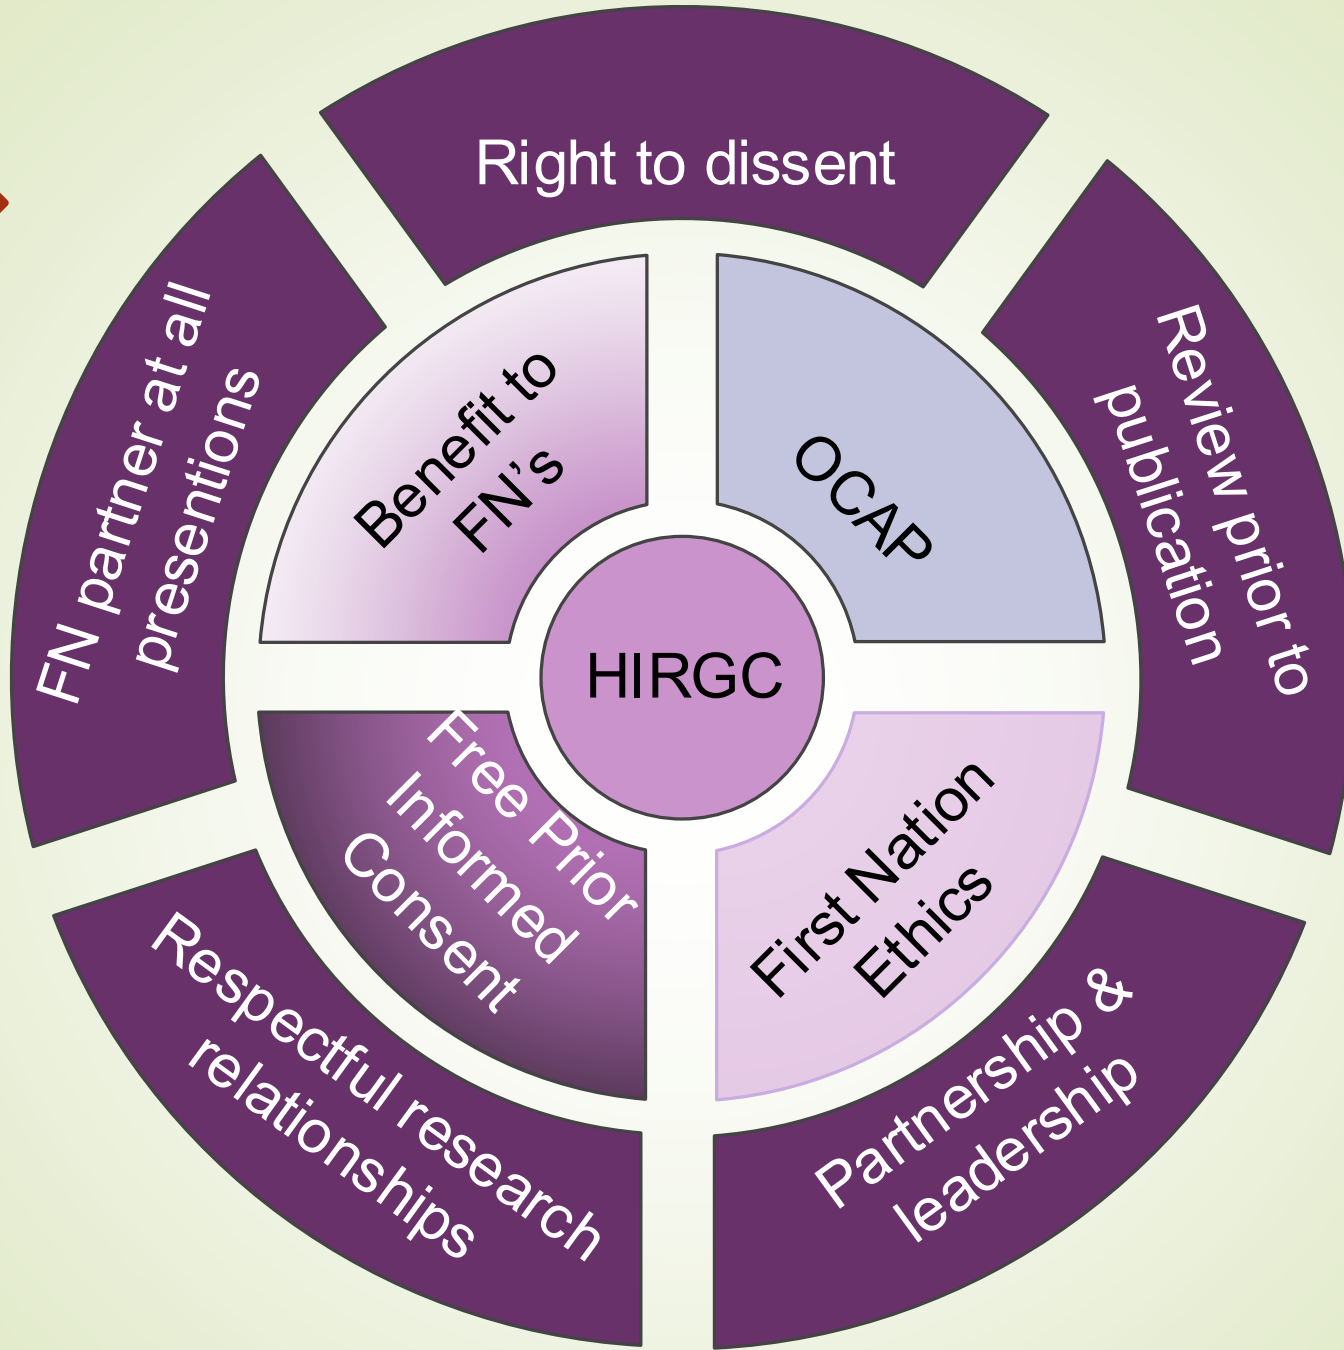 Right to dissent
FN partner at all
presentions
Review prior to
publication
Benefit to
FN's
OCAP
HIRGC
Free Prior
Informed
Consent
First Nation
Ethics
Respectful research
relationships
Partnership &
leadership